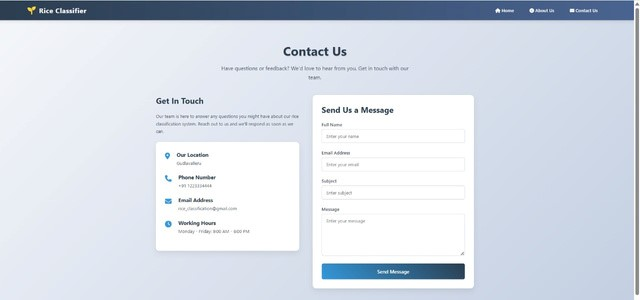 Rice Classifier
Home
About Us
Contact Us
Contact Us
Have questions or feedback? We'd love to hear from you. Get in touch with our
team.
Get In Touch
Our team is here to answer any questions you might have about our rice
classification system. Reach out to us and we'll respond as soon as we
can.
Our Location
Phone Number
+91 1223334444
Email Address
rice_classification@gmail.com
Working Hours
Monday - Friday: 9:00 AM - 6:00 PM
Send Us a Message
Full Name
Enter your name
Email Address
Enter your email
Subject
Enter subject
Message
Enter your message
Send Message